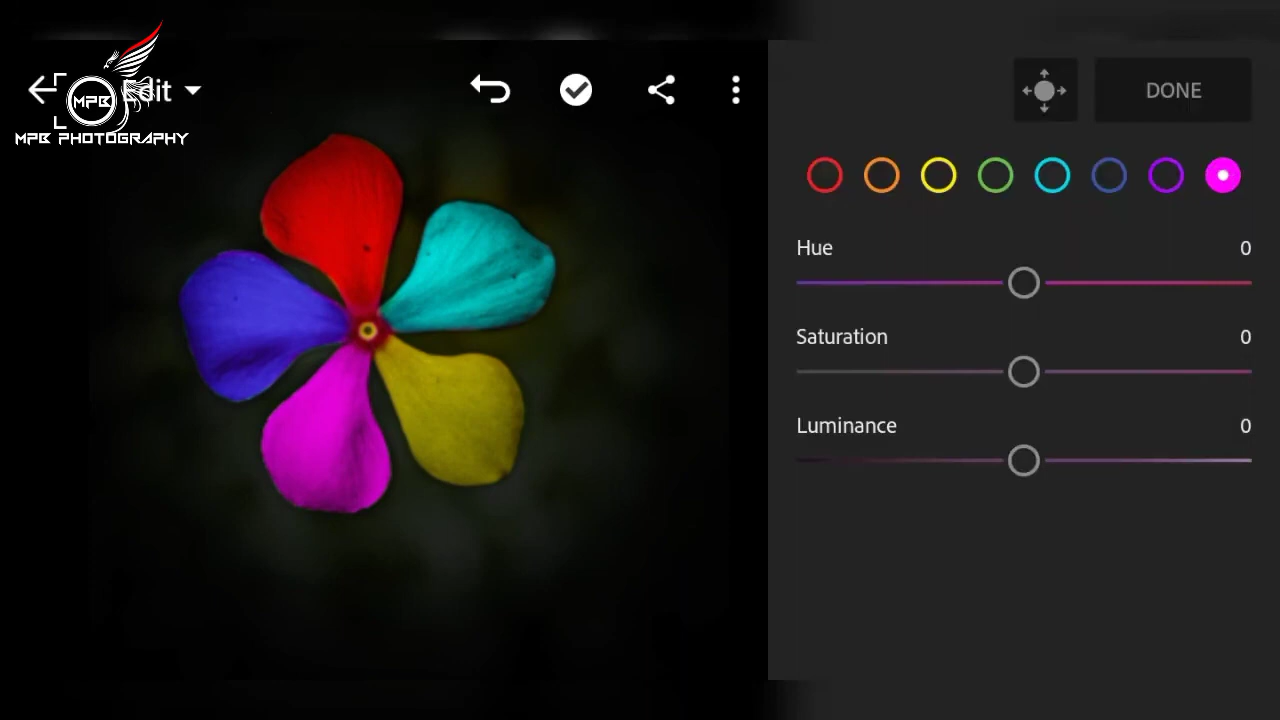 Edit
MPB
MPB PHOTOGRAPHY
DONE
Hue 0
Saturation 0
Luminance 0